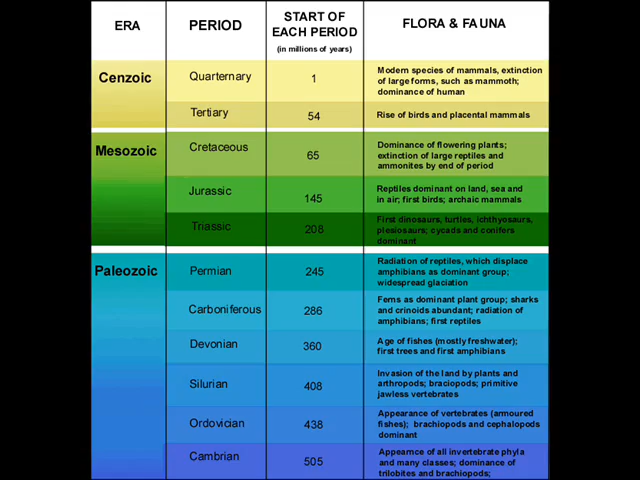 ERA
PERIOD
START OF
EACH PERIOD
(in millions of years)
FLORA & FAUNA
Cenzoic
Quarternary
1
Modern species of mammals, extinction
of large forms, such as mammoth;
dominance of human
Tertiary
54
Rise of birds and placental mammals
Mesozoic
Cretaceous
65
Dominance of flowering plants;
extinction of large reptiles and
ammonites by end of period
Jurassic
145
Reptiles dominant on land, sea and
in air; first birds; archaic mammals
Triassic
208
First dinosaurs, turtles, ichthyosaurs,
plesiosaurs; cycads and conifers
dominant
Paleozoic
Permian
245
Radiation of reptiles, which displace
amphibians as dominant group;
widespread glaciation
Carboniferous
286
Ferns as dominant plant group; sharks
and crinoids abundant; radiation of
amphibians; first reptiles
Devonian
360
Age of fishes (mostly freshwater);
first trees and first amphibians
Silurian
408
Invasion of the land by plants and
arthropods; braciopods; primitive
jawless vertebrates
Ordovician
438
Appearance of vertebrates (armoured
fishes); brachiopods and cephalopods
dominant
Cambrian
505
Appearnce of all invertebrate phyla
and many classes; dominance of
trilobites and brachiopods;